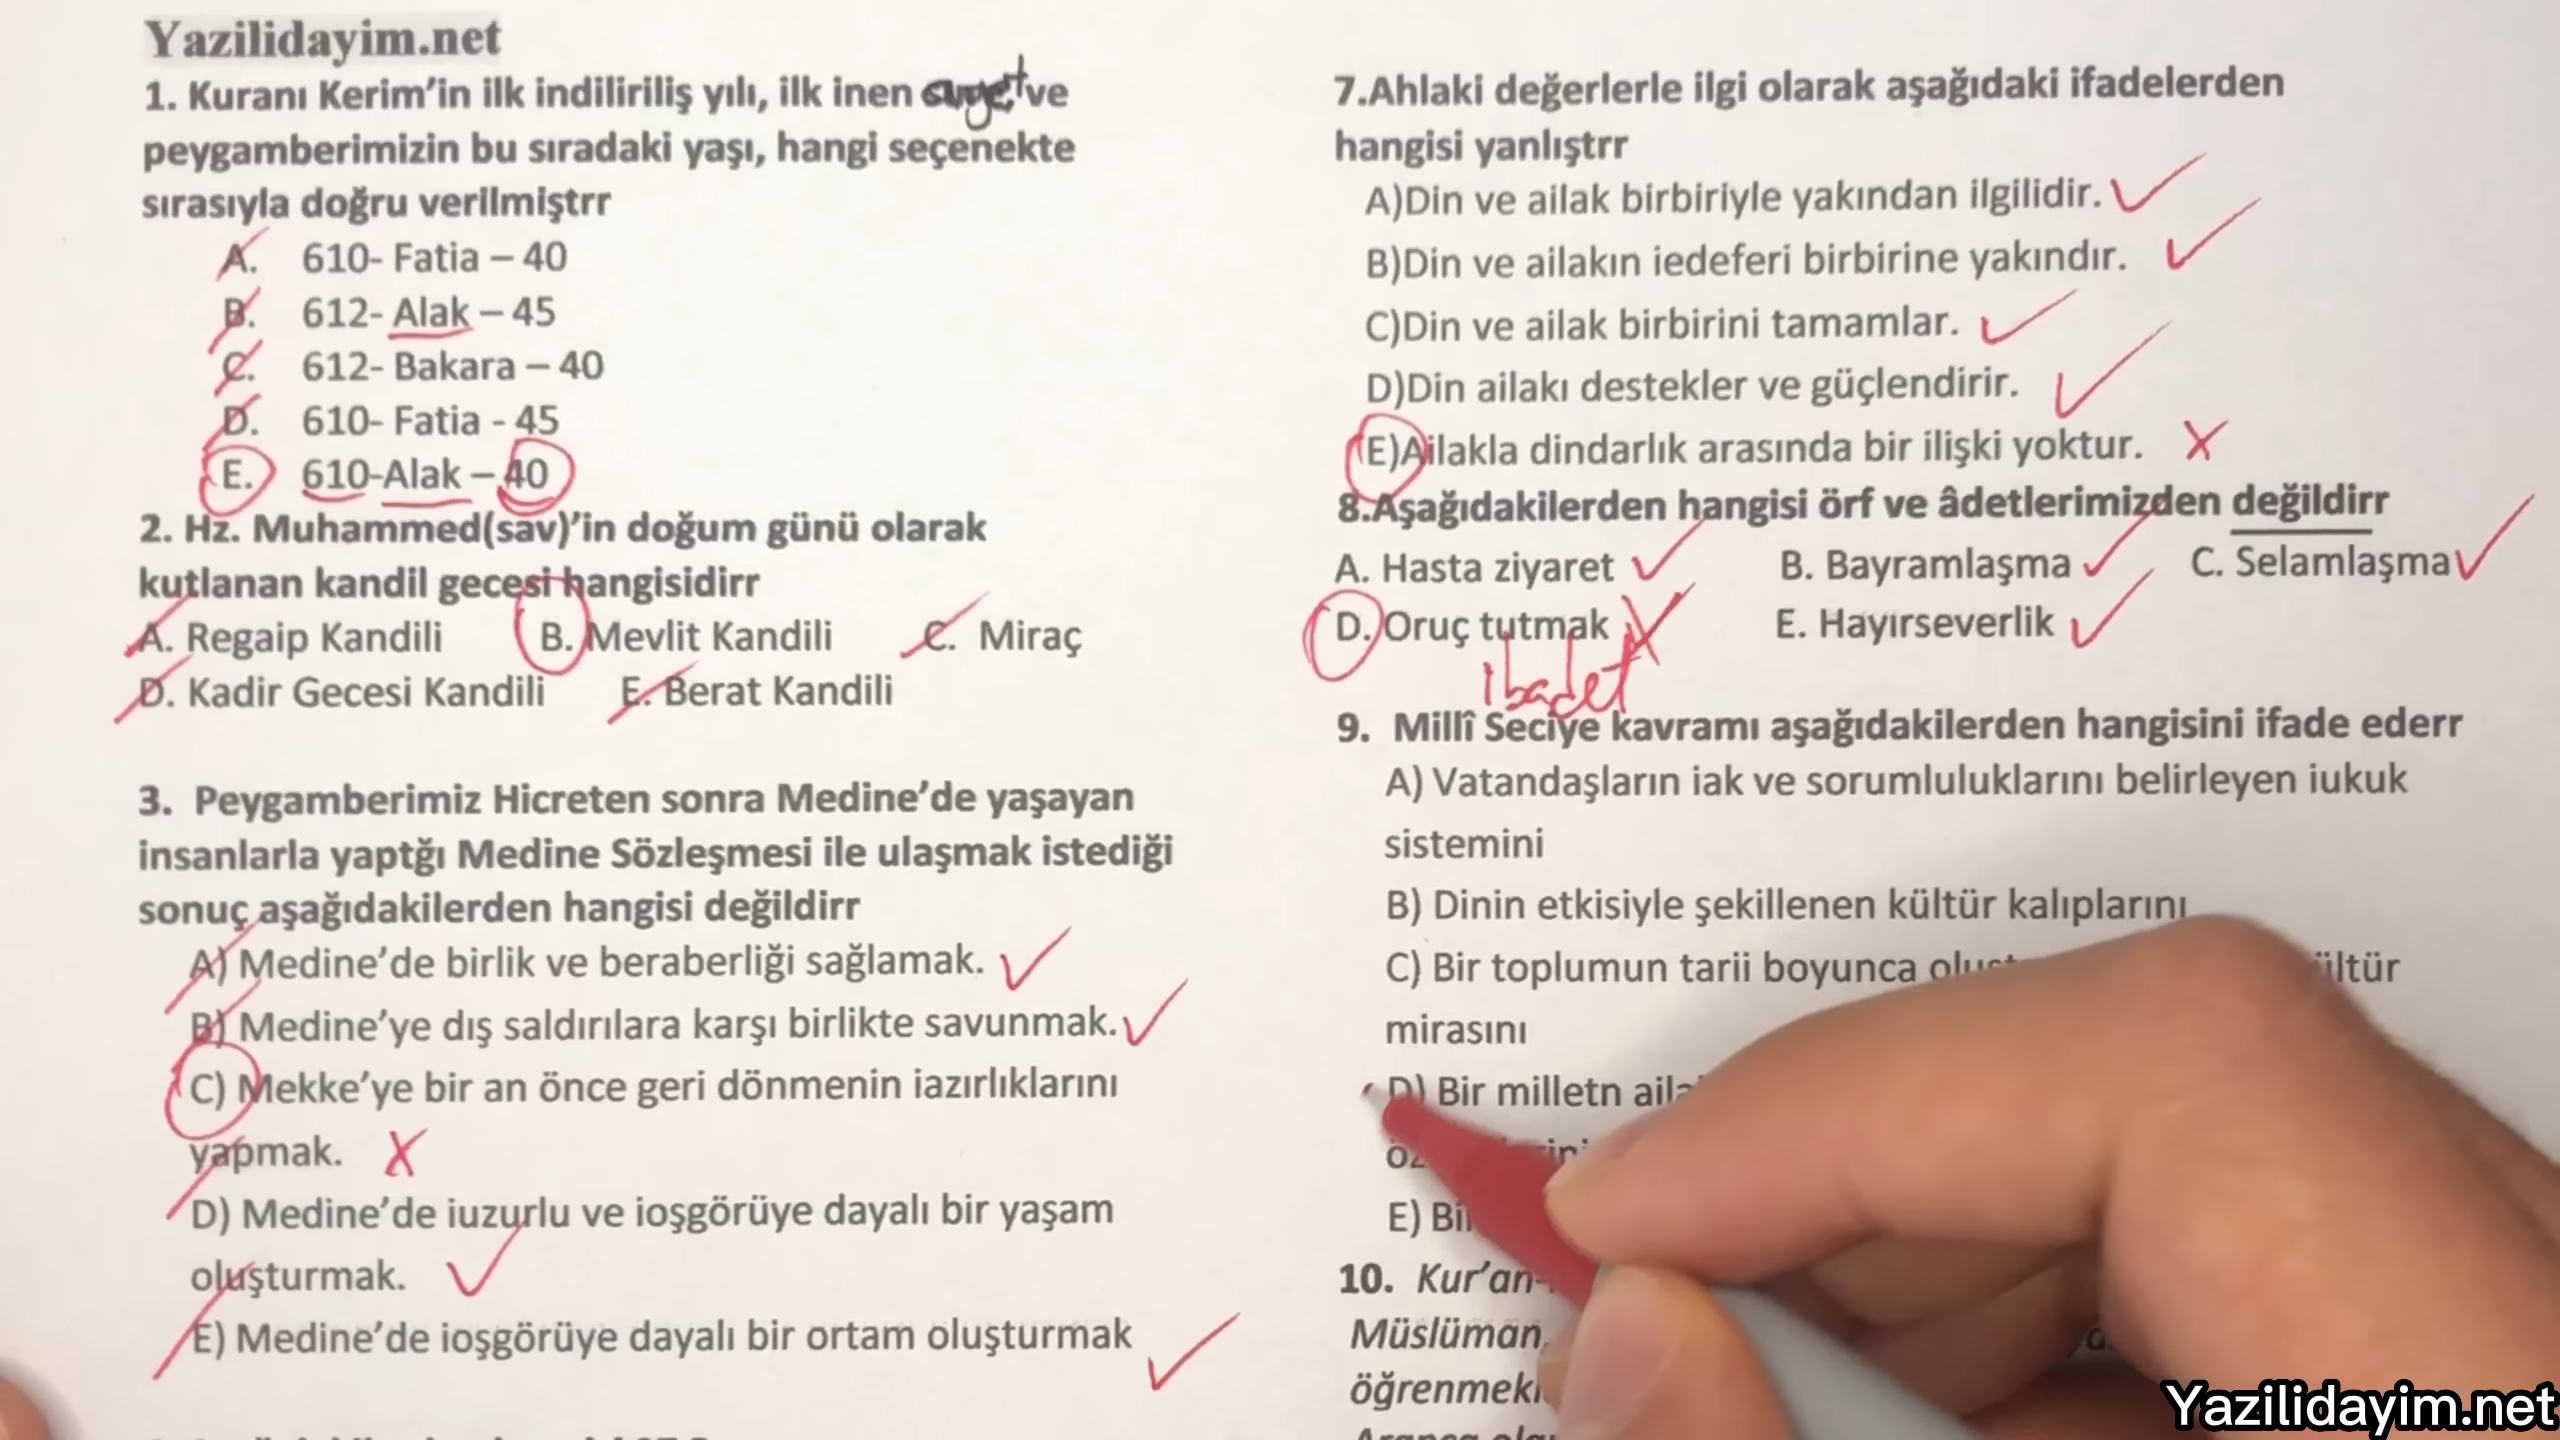 Yazilidayim.net
1. Kuranı Kerim’in ilk indiliriliş yılı, ilk inen ayet ve
peygamberimizin bu sıradaki yaşı, hangi seçenekte
sırasıyla doğru verilmiştrr
A. 610- Fatia – 40
B. 612- Alak – 45
C. 612- Bakara – 40
D. 610- Fatia - 45
E. 610-Alak – 40
2. Hz. Muhammed(sav)’in doğum günü olarak
kutlanan kandil gecesi hangisidirr
A. Regaip Kandili B. Mevlit Kandili C. Miraç
D. Kadir Gecesi Kandili E. Berat Kandili
3. Peygamberimiz Hicreten sonra Medine’de yaşayan
insanlarla yaptğı Medine Sözleşmesi ile ulaşmak istediği
sonuç aşağıdakilerden hangisi değildirr
A) Medine’de birlik ve beraberliği sağlamak.
B) Medine’ye dış saldırılara karşı birlikte savunmak.
C) Mekke’ye bir an önce geri dönmenin iazırlıklarını
yapmak.
D) Medine’de iuzurlu ve ioşgörüye dayalı bir yaşam
oluşturmak.
E) Medine’de ioşgörüye dayalı bir ortam oluşturmak
7.Ahlaki değerlerle ilgi olarak aşağıdaki ifadelerden
hangisi yanlıştrr
A)Din ve ailak birbiriyle yakından ilgilidir.
B)Din ve ailakın iedeferi birbirine yakındır.
C)Din ve ailak birbirini tamamlar.
D)Din ailakı destekler ve güçlendirir.
E)Ailakla dindarlık arasında bir ilişki yoktur.
8.Aşağıdakilerden hangisi örf ve âdetlerimizden değildirr
A. Hasta ziyaret B. Bayramlaşma C. Selamlaşma
D. Oruç tutmak E. Hayırseverlik
ibadet
9. Millî Seciye kavramı aşağıdakilerden hangisini ifade ederr
A) Vatandaşların iak ve sorumluluklarını belirleyen iukuk
sistemini
B) Dinin etkisiyle şekillenen kültür kalıplarını
C) Bir toplumun tarii boyunca
mirasını
D) Bir milletn
E)
10. Kur’an-
Müslüman,
Yazilidayim.net